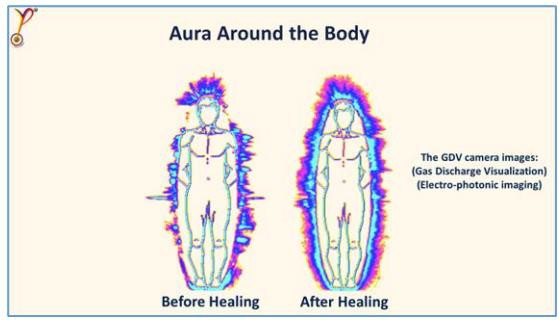 Aura Around the Body
The GDV camera images:
(Gas Discharge Visualization)
(Electro-photonic imaging)
Before Healing
After Healing